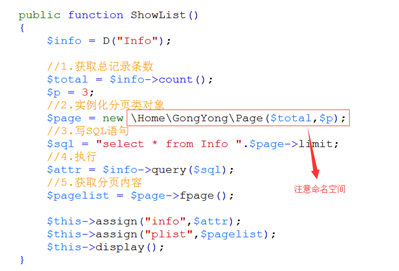 public function ShowList()
{
$info = D("Info");
//1.获取总记录条数
$total = $info->count();
$p = 3;
//2.实例化分页类对象
$page = new \Home\GongYong\Page($total,$p);
//3.写SQL语句
$sql = "select * from Info ".$page->limit;
//4.执行
$attr = $info->query($sql);
注意命名空间
//5.获取分页内容
$pagelist = $page->fpage();
$this->assign("info",$attr);
$this->assign("plist",$pagelist);
$this->display();
}